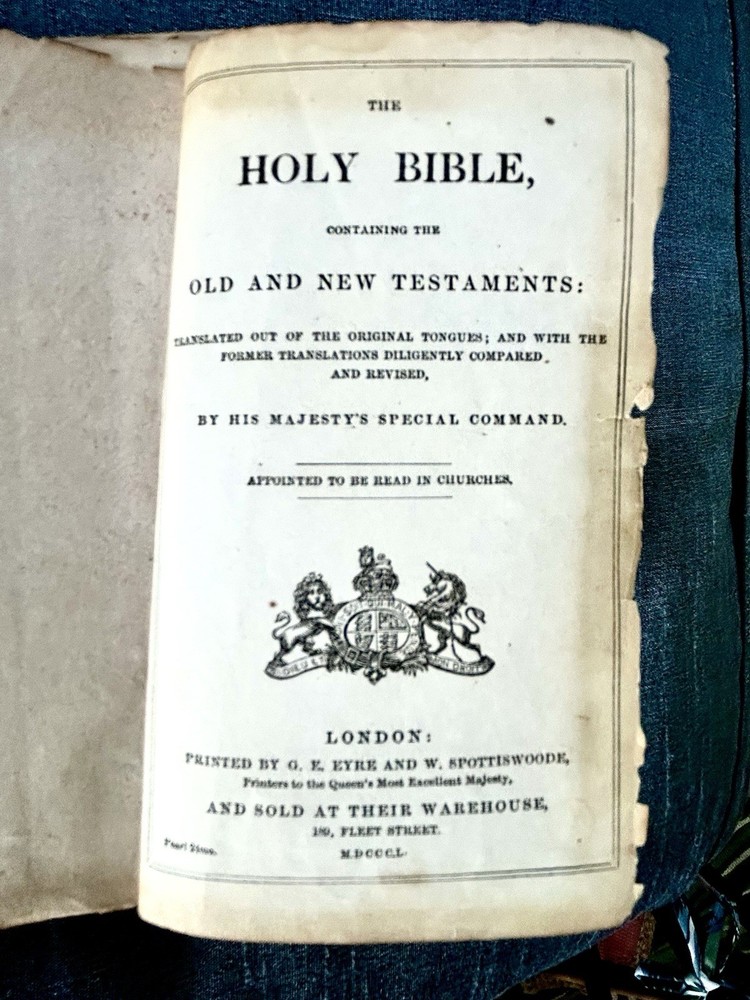 THE
HOLY BIBLE,
CONTAINING THE
OLD AND NEW TESTAMENTS:
TRANSLATED OUT OF THE ORIGINAL TONGUES; AND WITH THE
FORMER TRANSLATIONS DILIGENTLY COMPARED
AND REVISED,
BY HIS MAJESTY'S SPECIAL COMMAND.
APPOINTED TO BE READ IN CHURCHES.
LONDON:
PRINTED BY G. E. EYRE AND W. SPOTTISWOODE,
Printers to the Queen's Most Excellent Majesty,
AND SOLD AT THEIR WAREHOUSE,
189, FLEET STREET.
M.DCCC.L.
Pearl